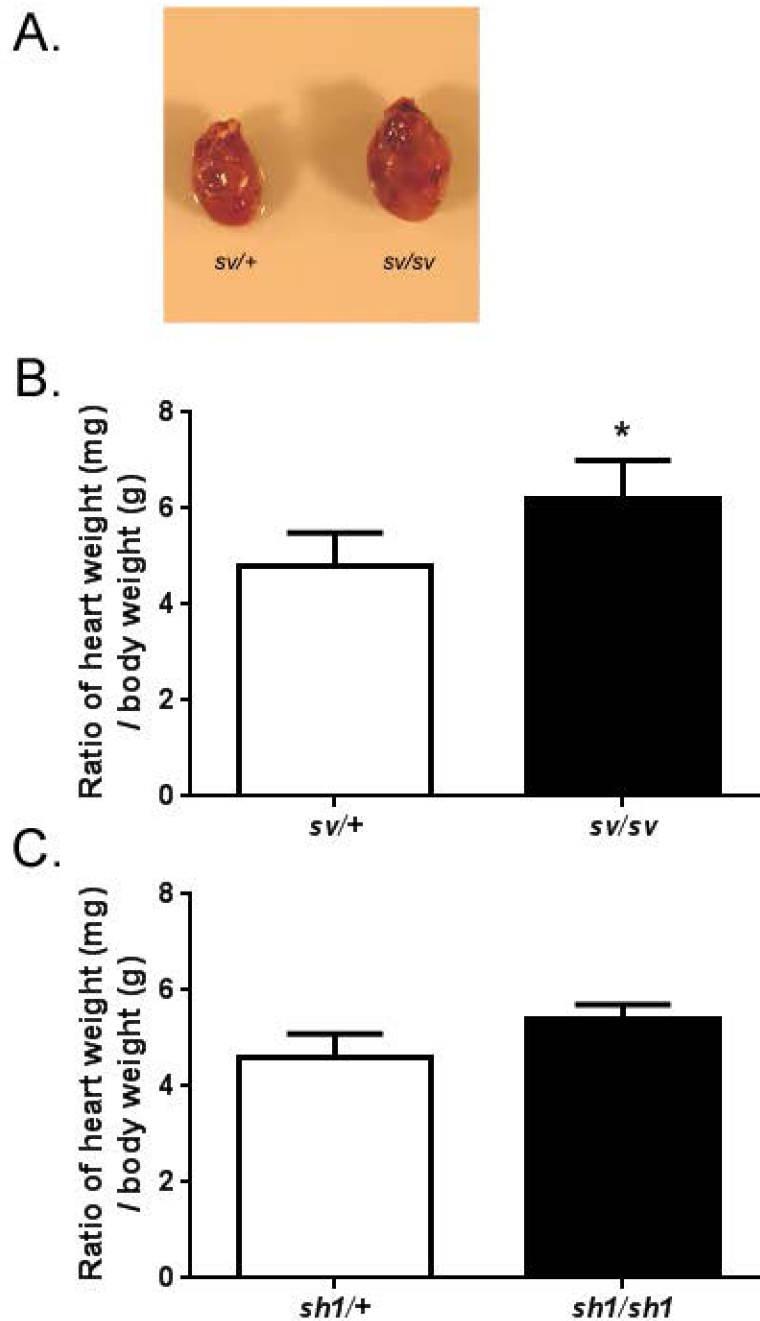 A.
sv/+ sv/sv
B.
Ratio of heart weight (mg)
/ body weight (g)
8
6
4
2
0
*
sv/+ sv/sv
C.
Ratio of heart weight (mg)
/ body weight (g)
8
6
4
2
0
sh1/+ sh1/sh1